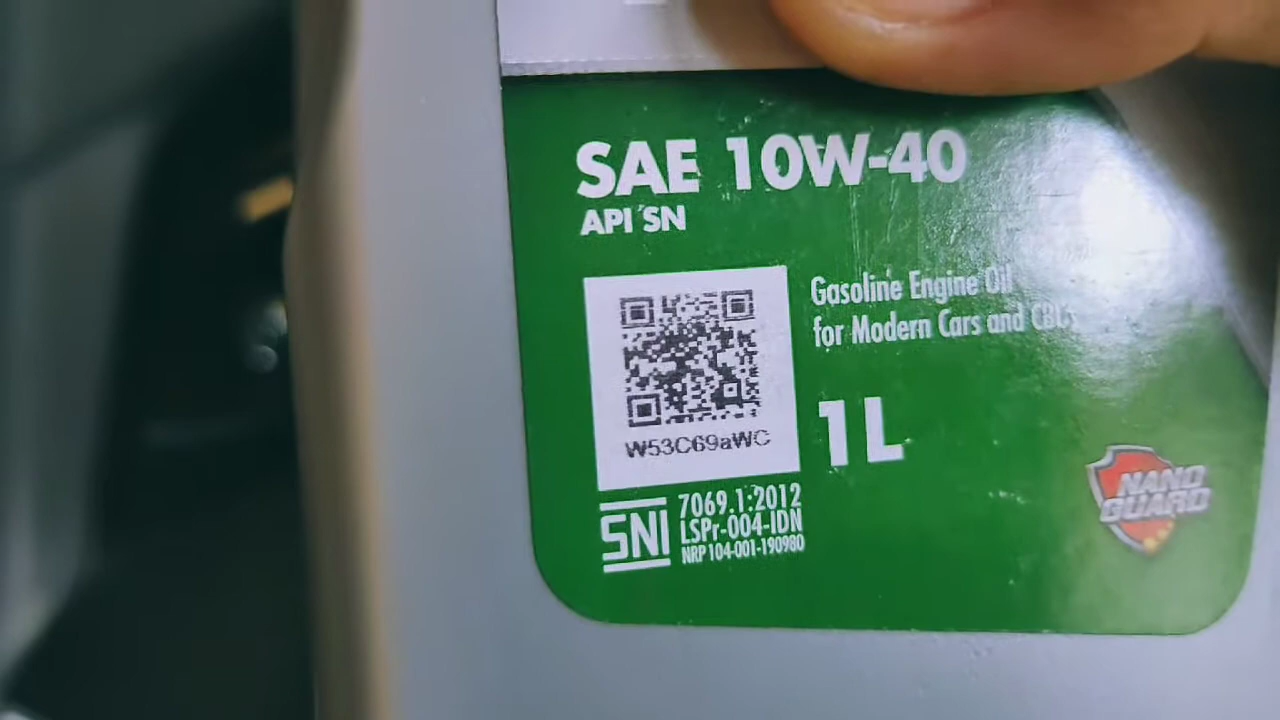 SAE 10W-40
API SN
Gasoline Engine Oil
for Modern Cars and
W53C69aWC
1L
SNI
7069.1:2012
LSPr-004-IDN
NRP 104-001-190980
NANO
GUARD